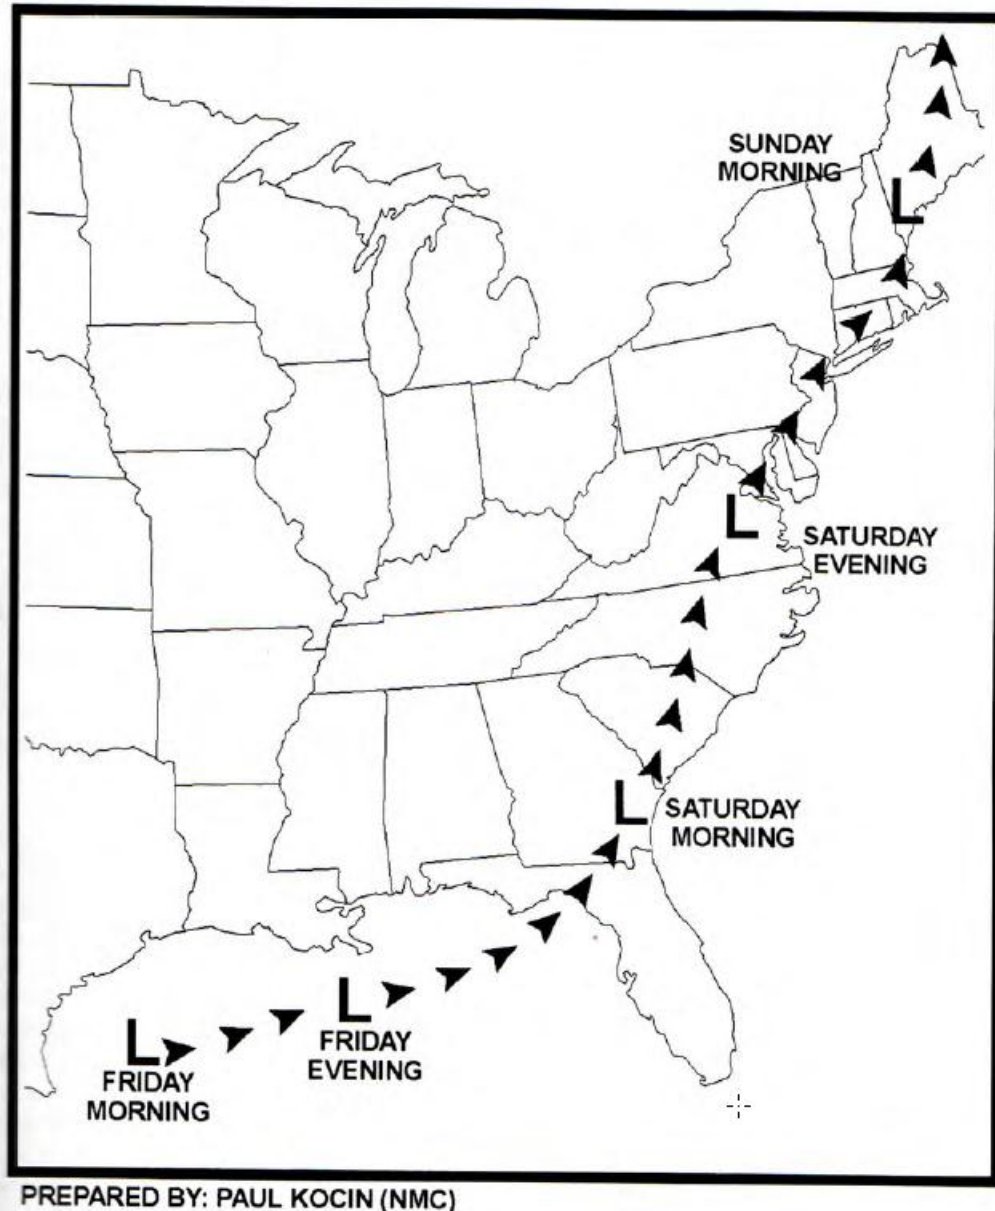 SUNDAY
MORNING
L
L
SATURDAY
EVENING
L
SATURDAY
MORNING
L
FRIDAY
EVENING
L
FRIDAY
MORNING
PREPARED BY: PAUL KOCIN (NMC)